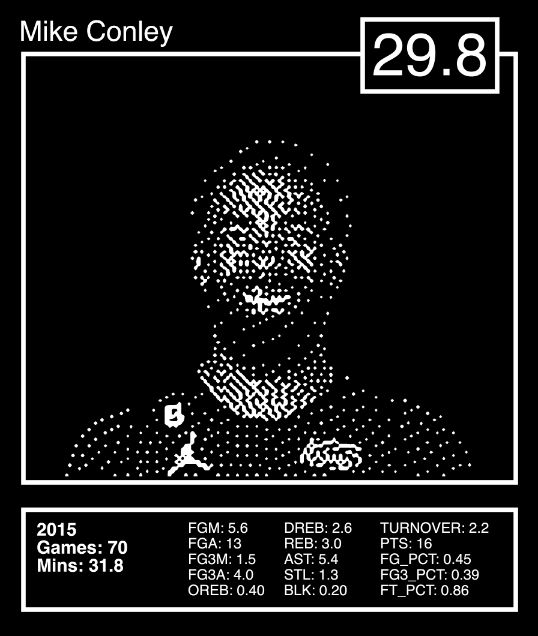 Mike Conley
29.8
2015
Games: 70
Mins: 31.8
FGM: 5.6
FGA: 13
FG3M: 1.5
FG3A: 4.0
OREB: 0.40
DREB: 2.6
REB: 3.0
AST: 5.4
STL: 1.3
BLK: 0.20
TURNOVER: 2.2
PTS: 16
FG_PCT: 0.45
FG3_PCT: 0.39
FT_PCT: 0.86